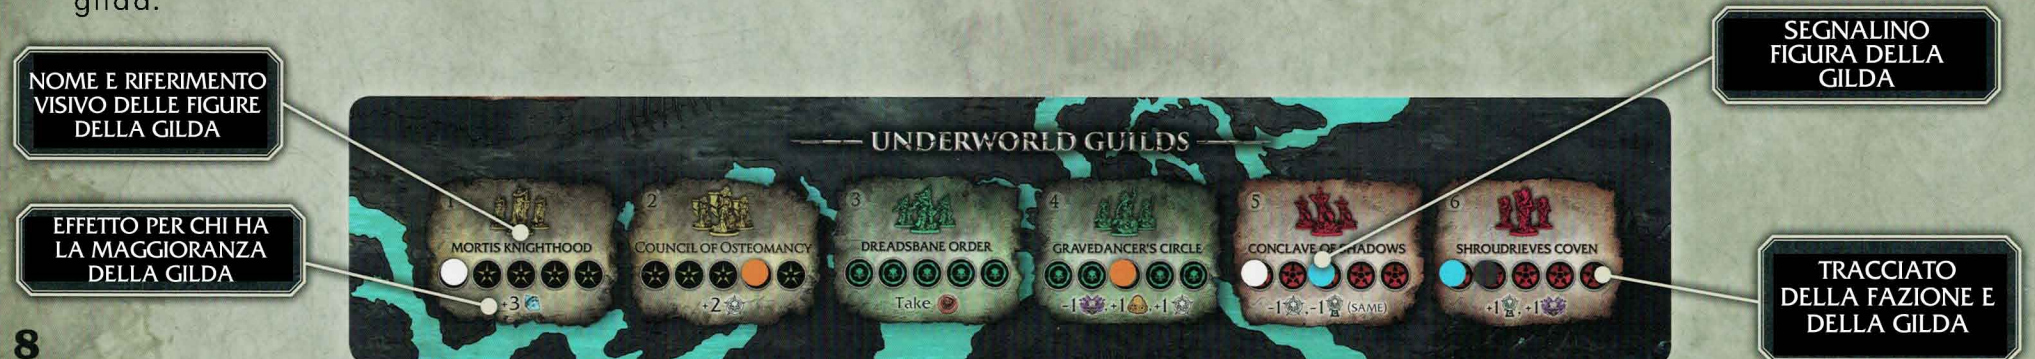 gilda.
NOME E RIFERIMENTO
VISIVO DELLE FIGURE
DELLA GILDA
EFFETTO PER CHI HA
LA MAGGIORANZA
DELLA GILDA
8
UNDERWORLD GUILDS
1
MORTIS KNIGHTHOOD
+3
2
COUNCIL OF OSTEOMANCY
+2
3
DREADSBANE ORDER
Take
4
GRAVEDANCER'S CIRCLE
-1 , +1 , +1
5
CONCLAVE OF SHADOWS
-1 , -1 (SAME)
6
SHROUDRIEVES COVEN
+1 , +1
SEGNALINO
FIGURA DELLA
GILDA
TRACCIATO
DELLA FAZIONE E
DELLA GILDA